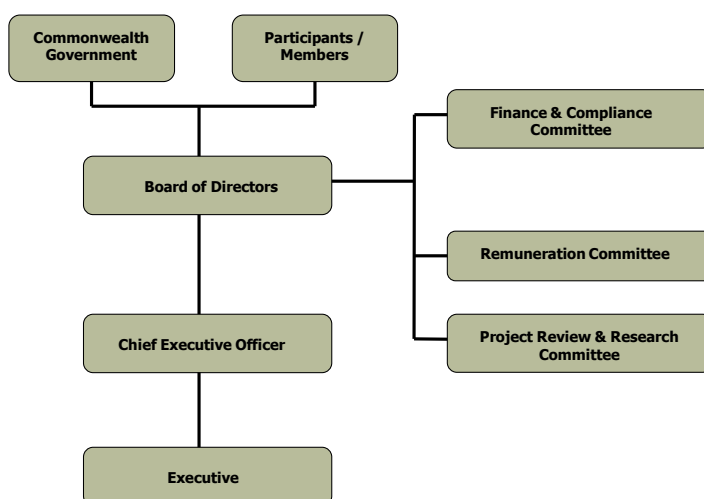 Commonwealth
Government
Participants /
Members
Finance & Compliance
Committee
Board of Directors
Remuneration Committee
Chief Executive Officer
Project Review & Research
Committee
Executive